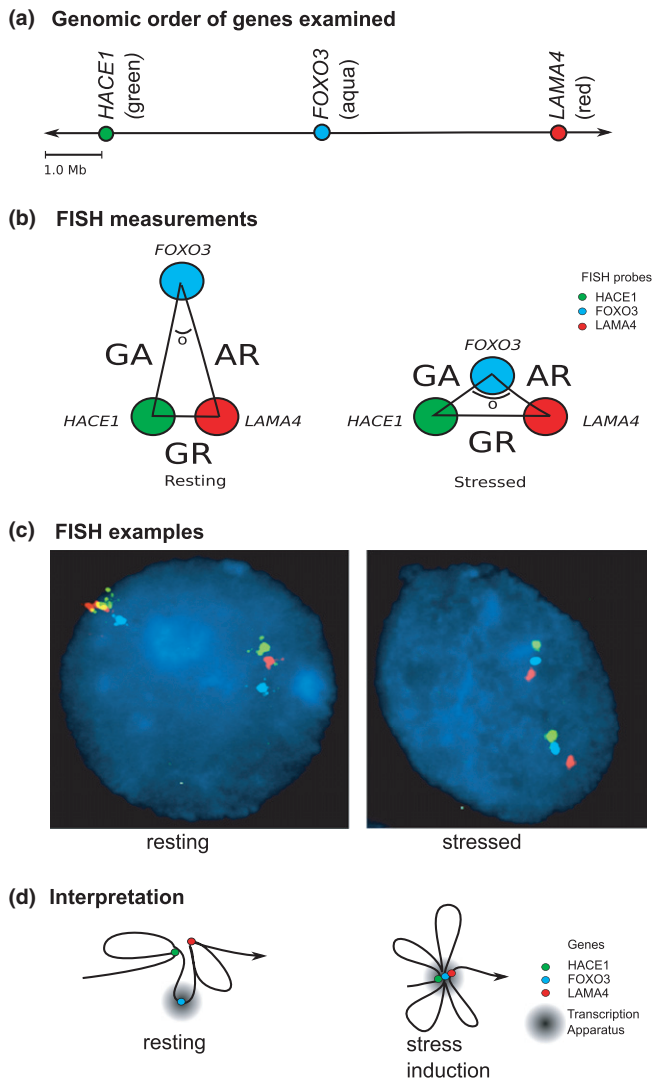 (a) Genomic order of genes examined
HACE1
(green)
FOXO3
(aqua)
LAMA4
(red)
1.0 Mb
(b) FISH measurements
FOXO3
GA
o
AR
HACE1
LAMA4
GR
Resting
FISH probes
HACE1
FOXO3
LAMA4
FOXO3
GA
AR
o
HACE1
LAMA4
GR
Stressed
(c) FISH examples
resting
stressed
(d) Interpretation
resting
stress
induction
Genes
HACE1
FOXO3
LAMA4
Transcription
Apparatus